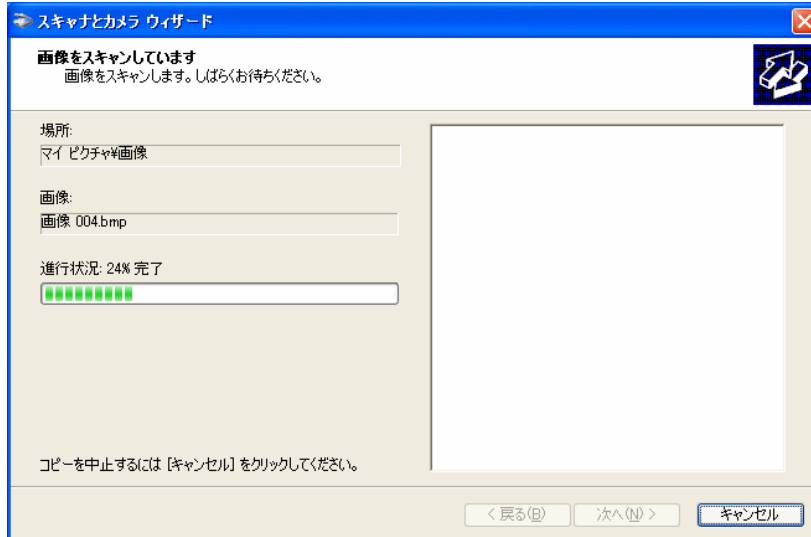 スキャナとカメラ ウィザード
画像をスキャンしています
画像をスキャンします。しばらくお待ちください。
場所:
マイ ピクチャ¥画像
画像:
画像 004.bmp
進行状況: 24% 完了
コピーを中止するには [キャンセル] をクリックしてください。
< 戻る(B)
次へ(N) >
キャンセル